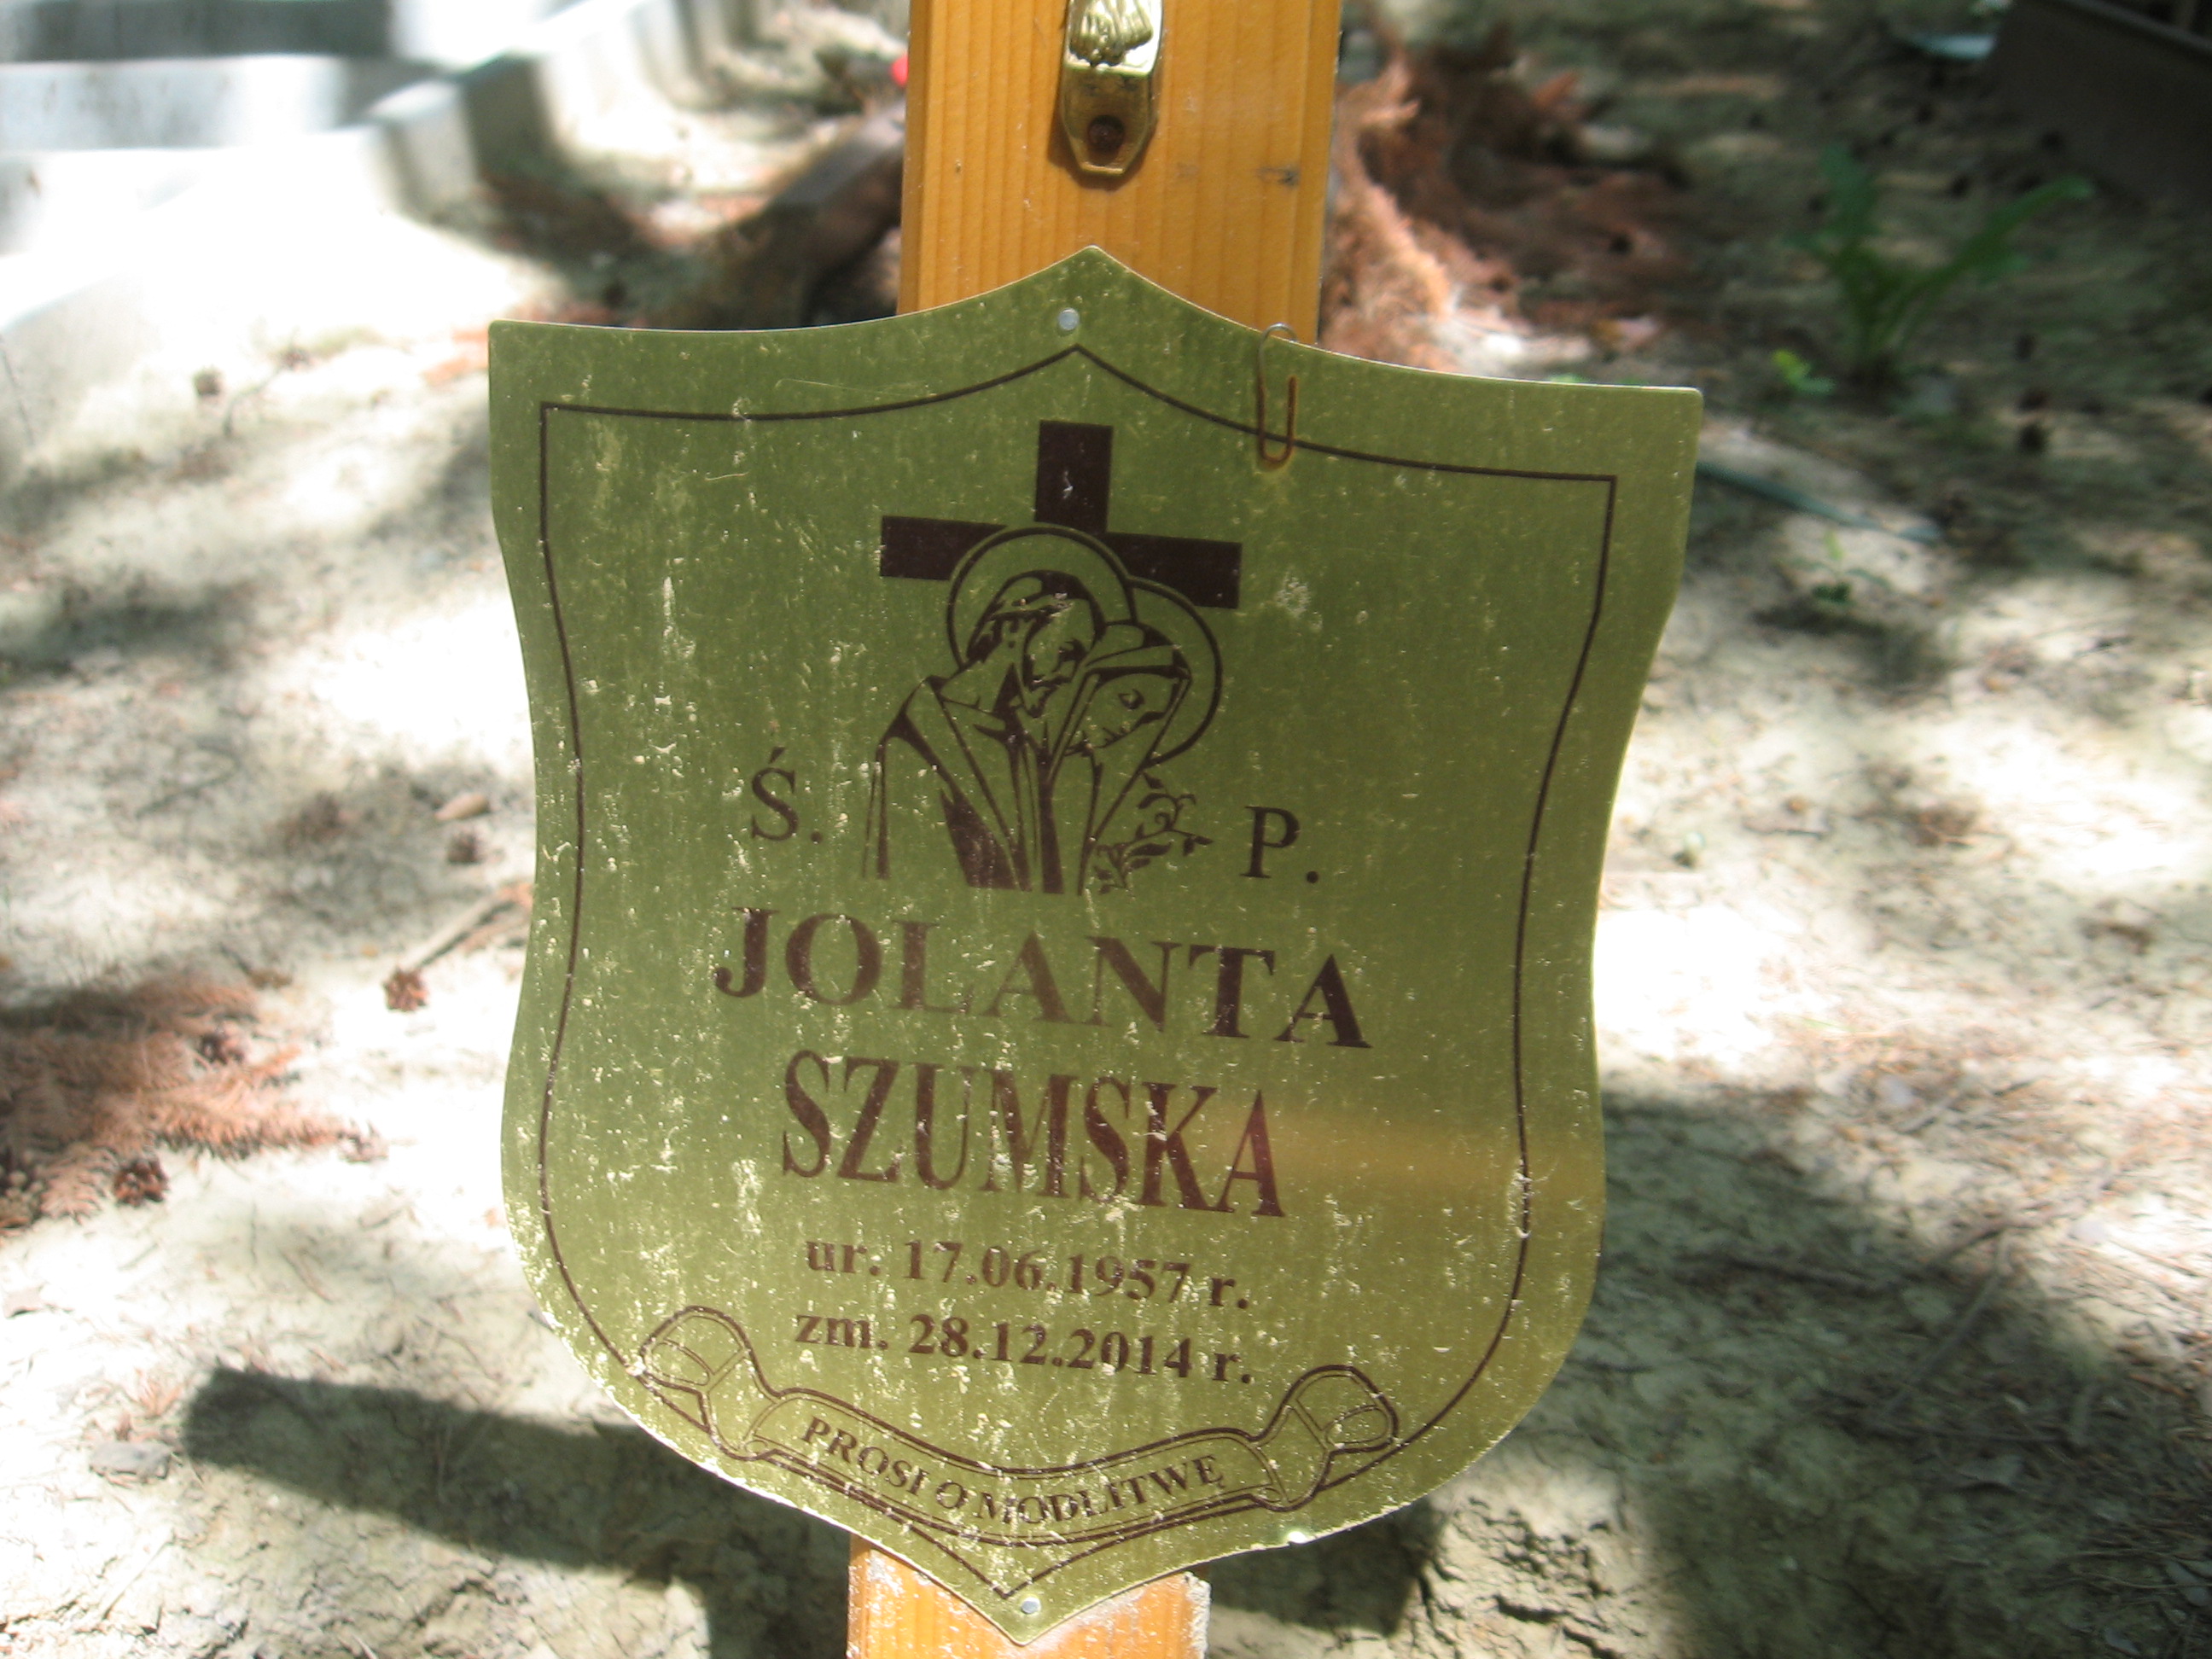 Ś. P.
JOLANTA
SZUMSKA
ur. 17.06.1957 r.
zm. 28.12.2014 r.
PROSI O MODLITWĘ